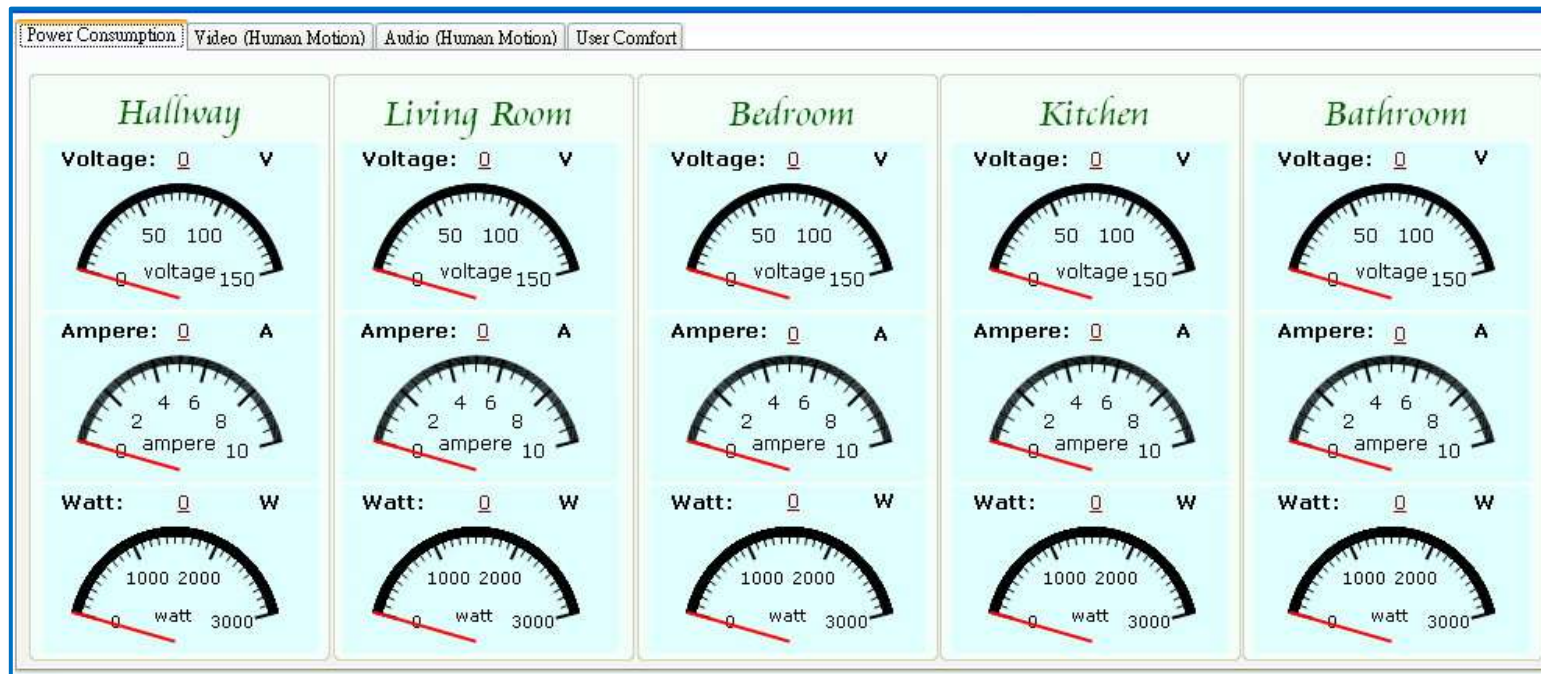 Power Consumption Video (Human Motion) Audio (Human Motion) User Comfort
Hallway
Voltage: 0 V
50 100
0 voltage 150
Ampere: 0 A
4 6
2 8
0 ampere 10
Watt: 0 W
1000 2000
0 watt 3000
Living Room
Voltage: 0 V
50 100
0 voltage 150
Ampere: 0 A
4 6
2 8
0 ampere 10
Watt: 0 W
1000 2000
0 watt 3000
Bedroom
Voltage: 0 V
50 100
0 voltage 150
Ampere: 0 A
4 6
2 8
0 ampere 10
Watt: 0 W
1000 2000
0 watt 3000
Kitchen
Voltage: 0 V
50 100
0 voltage 150
Ampere: 0 A
4 6
2 8
0 ampere 10
Watt: 0 W
1000 2000
0 watt 3000
Bathroom
Voltage: 0 V
50 100
0 voltage 150
Ampere: 0 A
4 6
2 8
0 ampere 10
Watt: 0 W
1000 2000
0 watt 3000